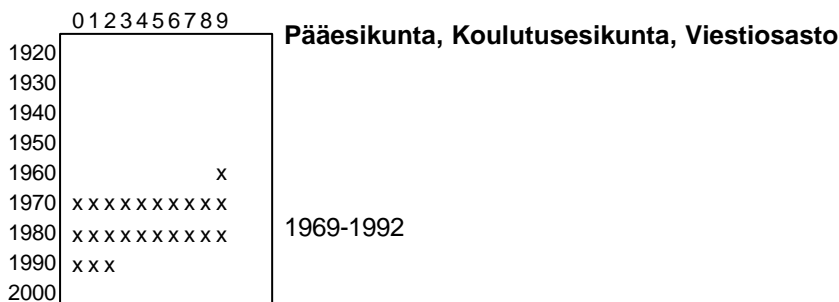 0123456789
Pääesikunta, Koulutusesikunta, Viestiosasto
1920
1930
1940
1950
1960 x
1970 xxxxxxxxxx
1980 xxxxxxxxxx
1969-1992
1990 xxx
2000